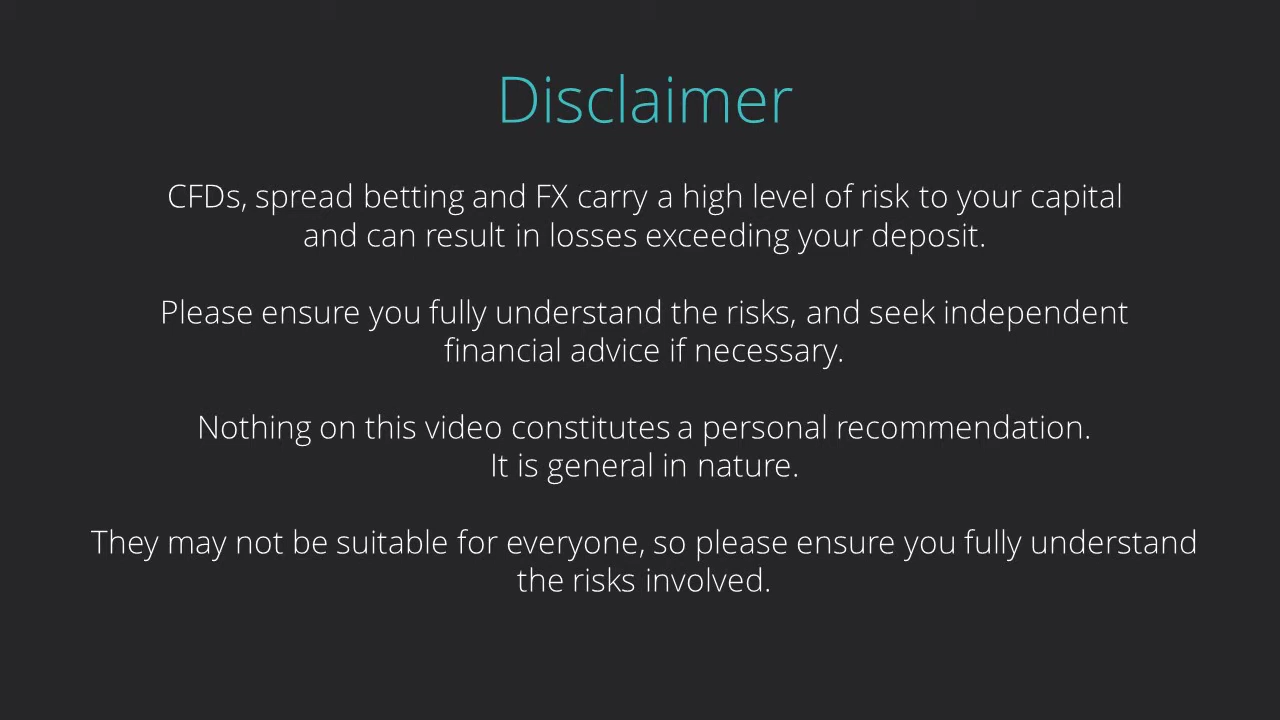 Disclaimer
CFDs, spread betting and FX carry a high level of risk to your capital
and can result in losses exceeding your deposit.
Please ensure you fully understand the risks, and seek independent
financial advice if necessary.
Nothing on this video constitutes a personal recommendation.
It is general in nature.
They may not be suitable for everyone, so please ensure you fully understand
the risks involved.